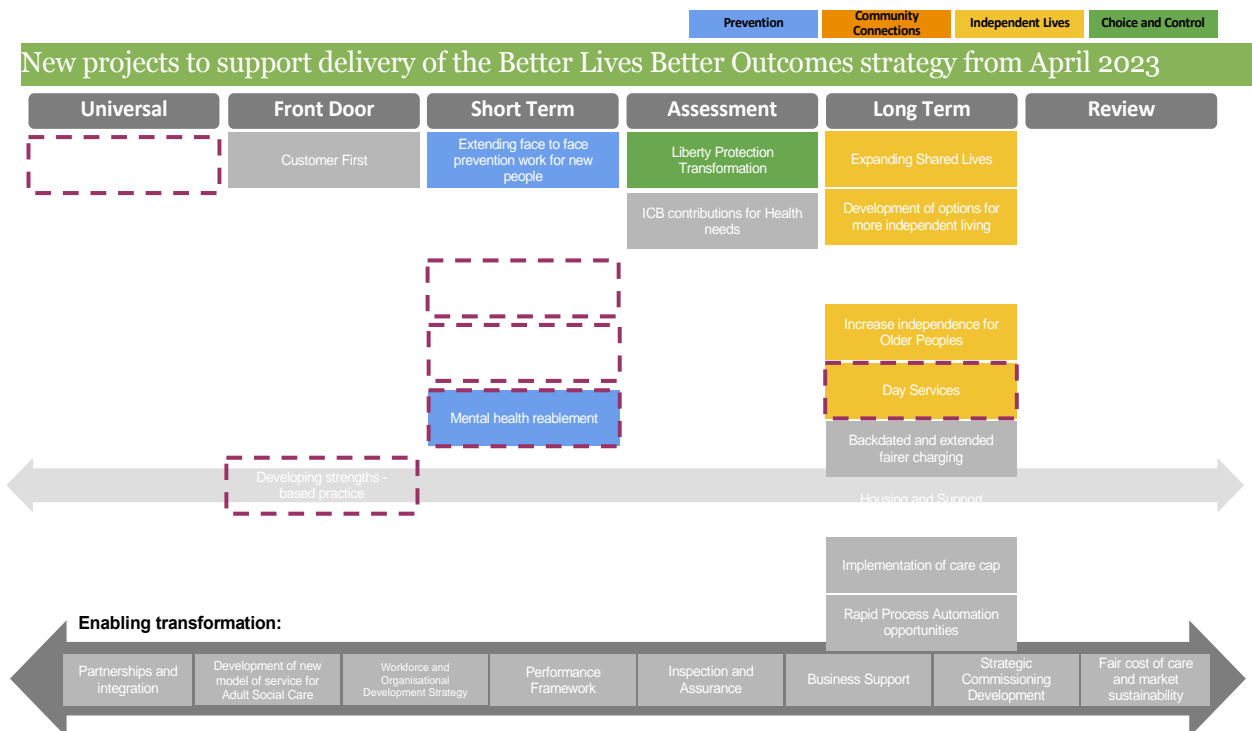 Prevention
Community
Connections
Independent Lives
Choice and Control
New projects to support delivery of the Better Lives Better Outcomes strategy from April 2023
Universal
Front Door
Short Term
Assessment
Long Term
Review
Customer First
Extending face to face
prevention work for new
people
Liberty Protection
Transformation
Expanding Shared Lives
ICB contributions for Health
needs
Development of options for
more independent living
Increase independence for
Older Peoples
Day Services
Mental health reablement
Backdated and extended
fairer charging
Developing strengths -
based practice
Housing and Support
Implementation of care cap
Rapid Process Automation
opportunities
Enabling transformation:
Partnerships and
integration
Development of new
model of service for
Adult Social Care
Workforce and
Organisational
Development Strategy
Performance
Framework
Inspection and
Assurance
Business Support
Strategic
Commissioning
Development
Fair cost of care
and market
sustainability